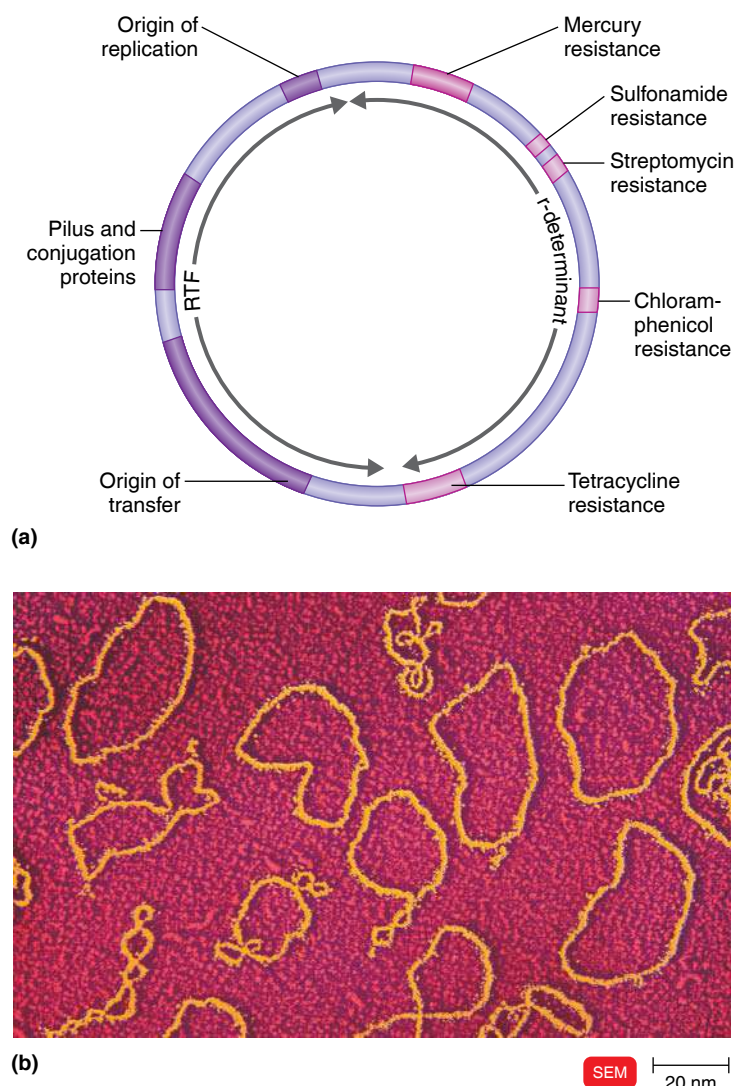 Origin of
replication
Mercury
resistance
Sulfonamide
resistance
Streptomycin
resistance
Pilus and
conjugation
proteins
RTF
r-determinant
Chloram-
phenicol
resistance
Origin of
transfer
Tetracycline
resistance
(a)
(b)
SEM
20 nm